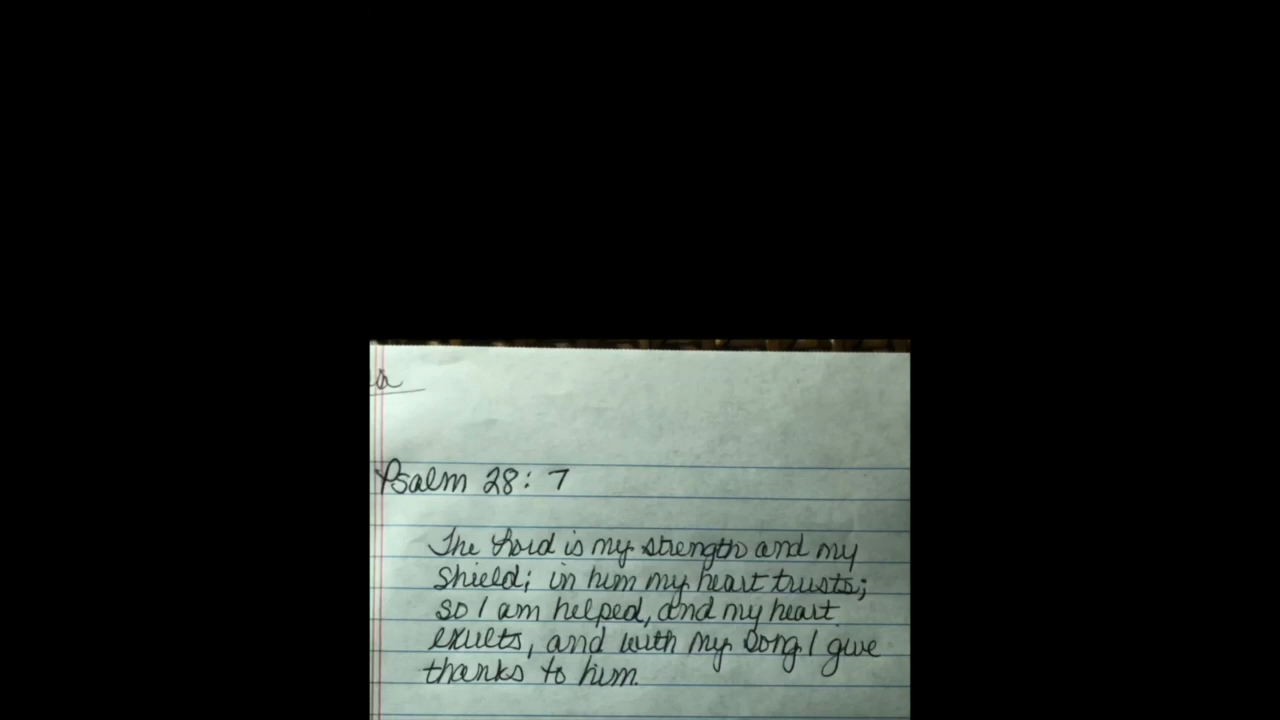 Psalm 28: 7
The Lord is my strength and my
shield; in him my heart trusts;
so I am helped, and my heart
exults, and with my song I give
thanks to him.